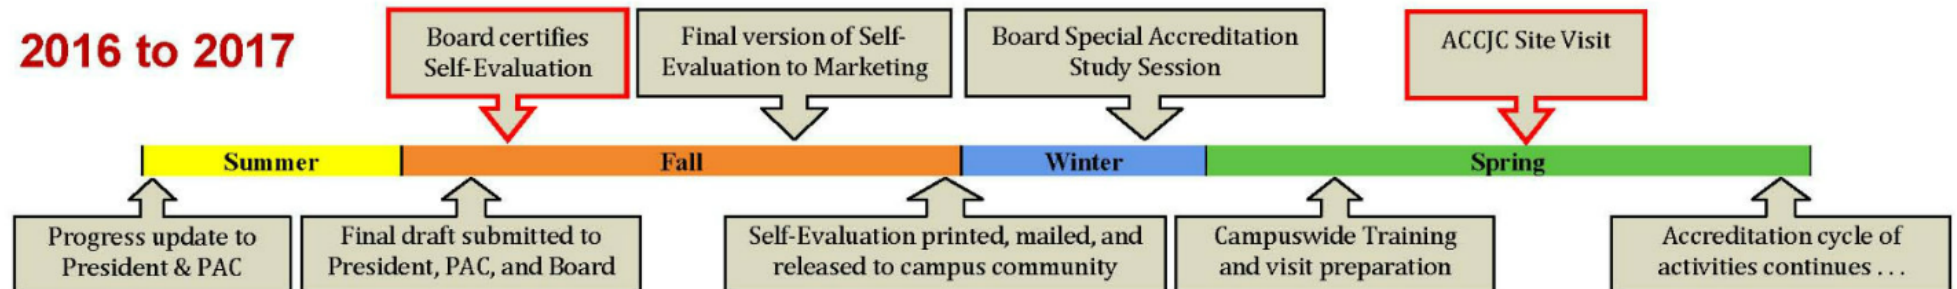 2016 to 2017
Board certifies
Self-Evaluation
Final version of Self-
Evaluation to Marketing
Board Special Accreditation
Study Session
ACCJC Site Visit
Summer
Fall
Winter
Spring
Progress update to
President & PAC
Final draft submitted to
President, PAC, and Board
Self-Evaluation printed, mailed, and
released to campus community
Campuswide Training
and visit preparation
Accreditation cycle of
activities continues . . .